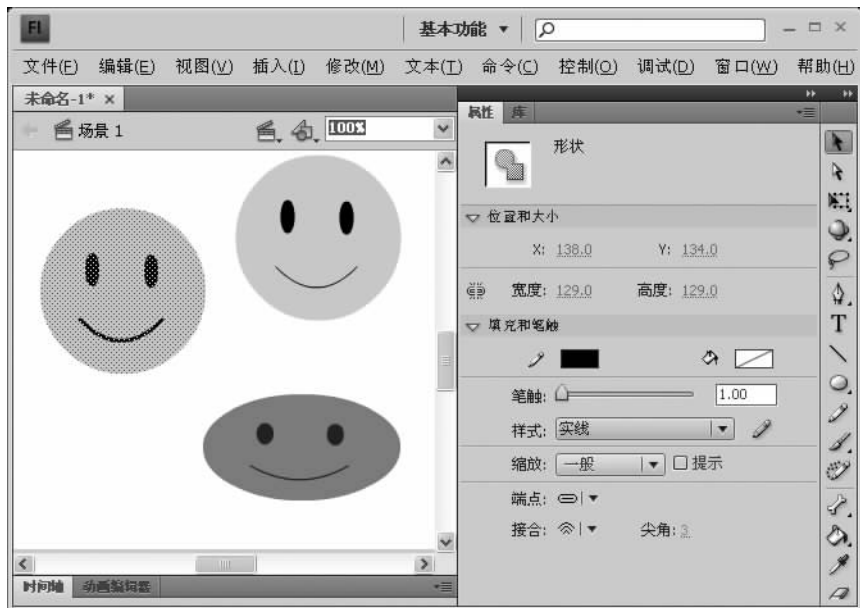 Fl 基本功能
文件(F) 编辑(E) 视图(V) 插入(I) 修改(M) 文本(T) 命令(C) 控制(O) 调试(D) 窗口(W) 帮助(H)
未命名-1* ×
场景 1 100%
属性 库
形状
位置和大小
X: 138.0 Y: 134.0
宽度: 129.0 高度: 129.0
填充和笔触
笔触: 1.00
样式: 实线
缩放: 一般 提示
端点:
接合: 尖角: 3
时间轴 动画编辑器
T